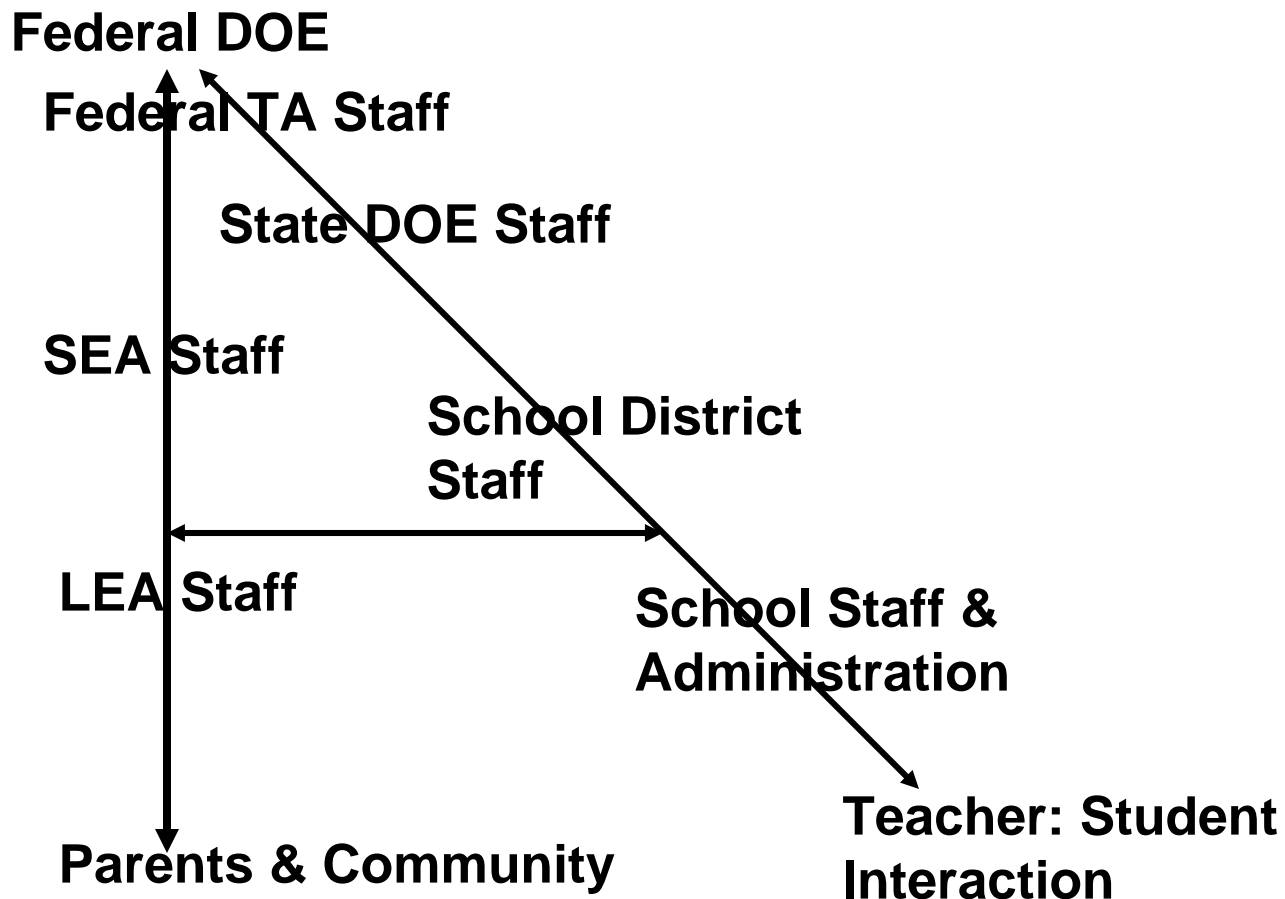 Federal DOE
Federal TA Staff
State DOE Staff
SEA Staff
School District
Staff
LEA Staff
School Staff &
Administration
Teacher: Student
Interaction
Parents & Community